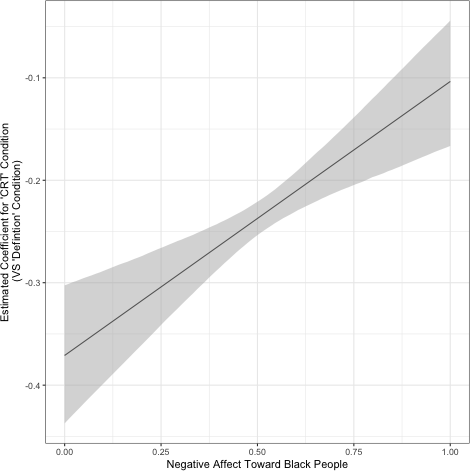 Estimated Coefficient for 'CRT' Condition
(VS 'Defintion' Condition)
-0.1
-0.2
-0.3
-0.4
0.00 0.25 0.50 0.75 1.00
Negative Affect Toward Black People